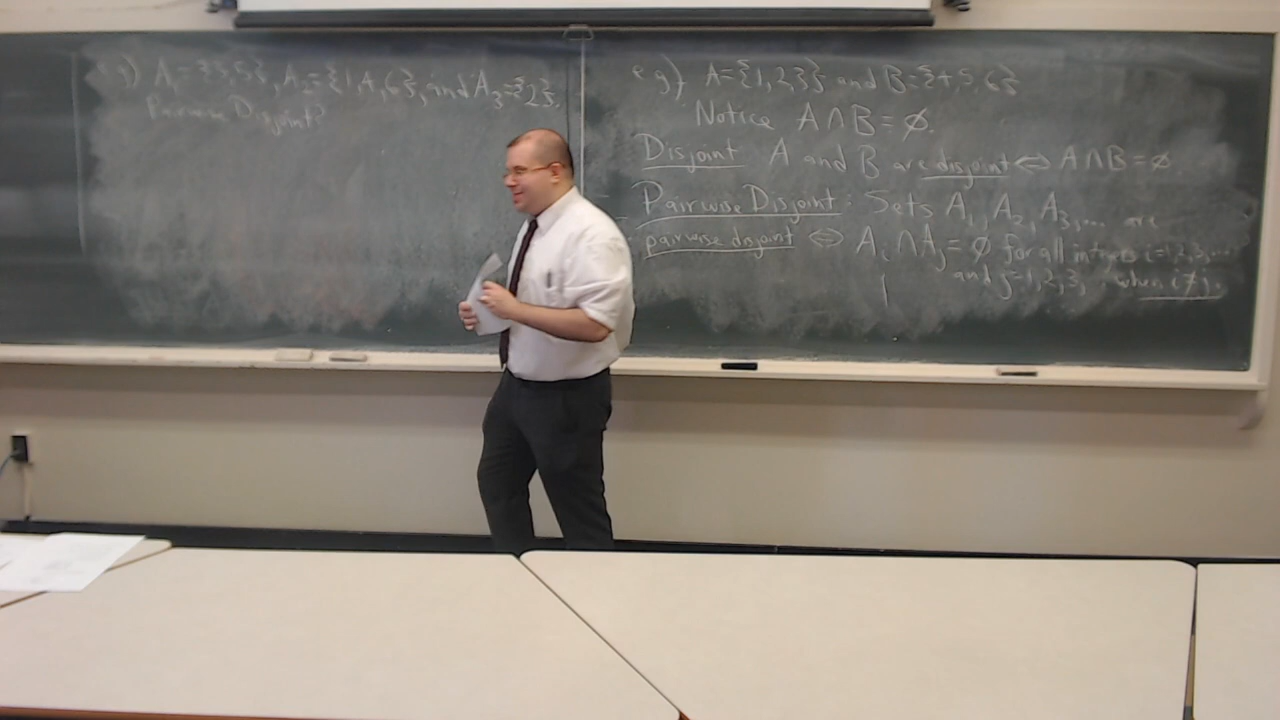 e.g.) A₁={3,5}, A₂={1,4,6}, and A₃={2}.
Pairwise Disjoint?
e.g.) A={1,2,3} and B={4,5,6}
Notice A∩B=∅.
Disjoint A and B are disjoint ⇔ A∩B=∅.
Pairwise Disjoint: Sets A₁, A₂, A₃,... are
pairwise disjoint ⇔ Aᵢ∩Aⱼ=∅ for all integers i=1,2,3,...
and j=1,2,3, when i≠j.